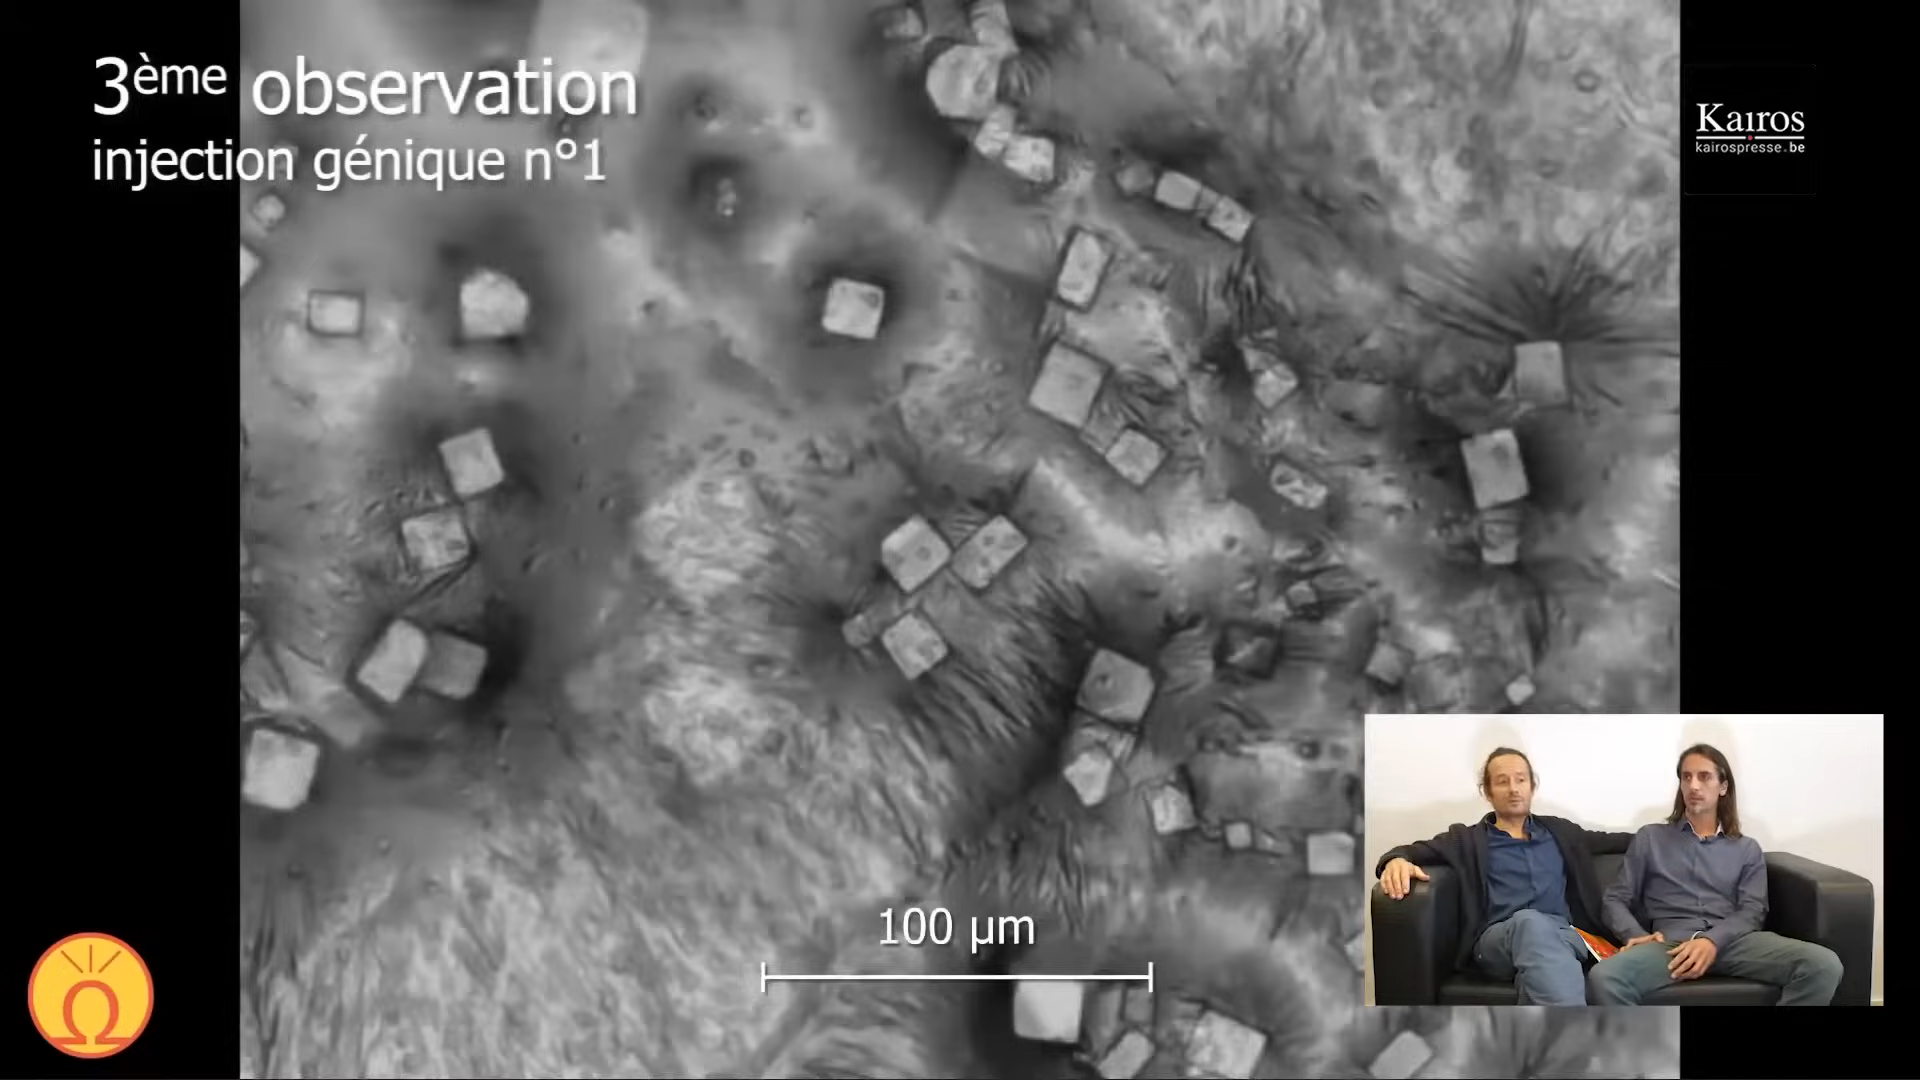 3ème observation
injection génique n°1
Kairos
kairospresse.be
100 µm